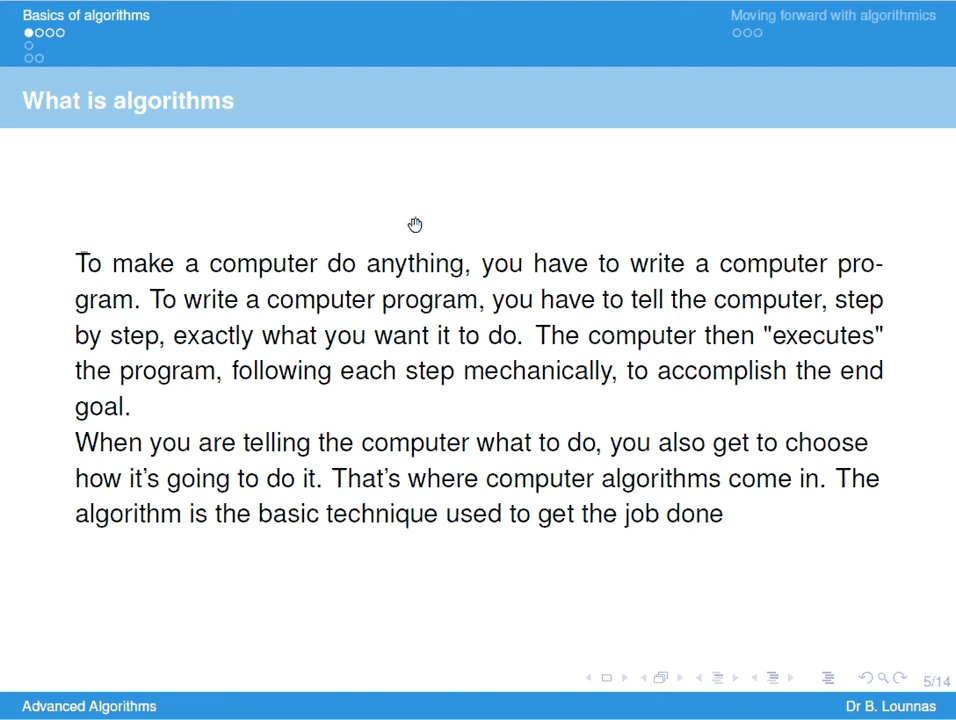 Basics of algorithms
Moving forward with algorithmics
What is algorithms
To make a computer do anything, you have to write a computer pro-
gram. To write a computer program, you have to tell the computer, step
by step, exactly what you want it to do. The computer then "executes"
the program, following each step mechanically, to accomplish the end
goal.
When you are telling the computer what to do, you also get to choose
how it's going to do it. That's where computer algorithms come in. The
algorithm is the basic technique used to get the job done
5/14
Advanced Algorithms
Dr B. Lounnas